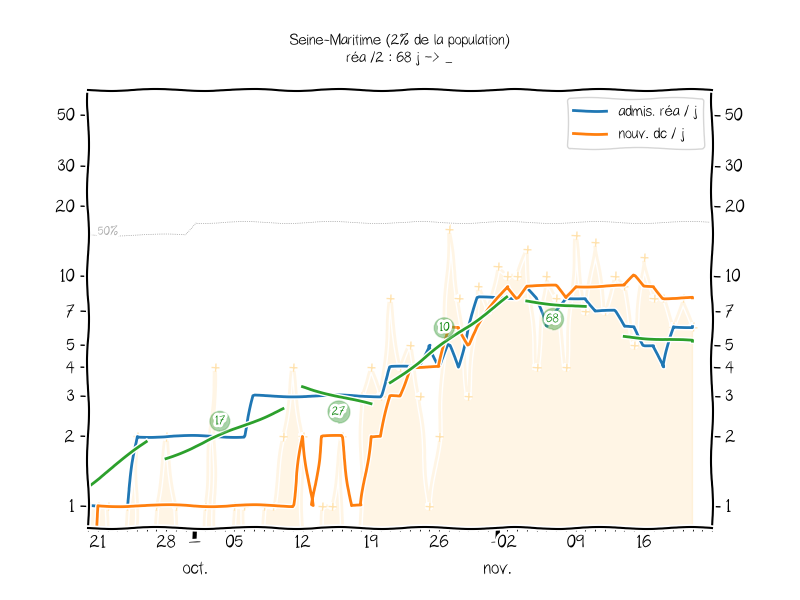 Seine-Maritime (2% de la population)
réa /2 : 68 j -> _
admis. réa / j
nouv. dc / j
50 50
30 30
20 20
50%
10 10
7 7
5 5
4 4
3 3
2 2
1 1
10
68
27
17
21 28 05 12 19 26 02 09 16
oct. nov.